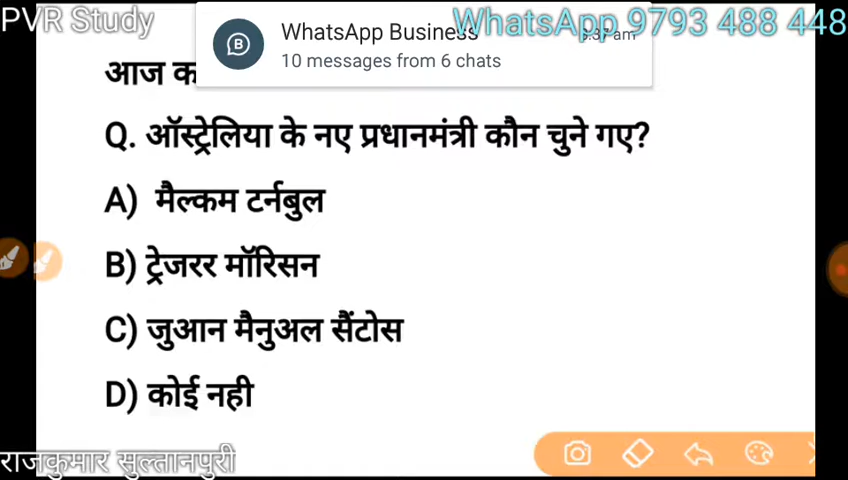 PVR Study
WhatsApp Business
10 messages from 6 chats
WhatsApp 9793 488 448
आज
Q. ऑस्ट्रेलिया के नए प्रधानमंत्री कौन चुने गए?
A) मैल्कम टर्नबुल
B) ट्रेजरर मॉरिसन
C) जुआन मैनुअल सैंटोस
D) कोई नही
राजकुमार सुल्तानपुरी